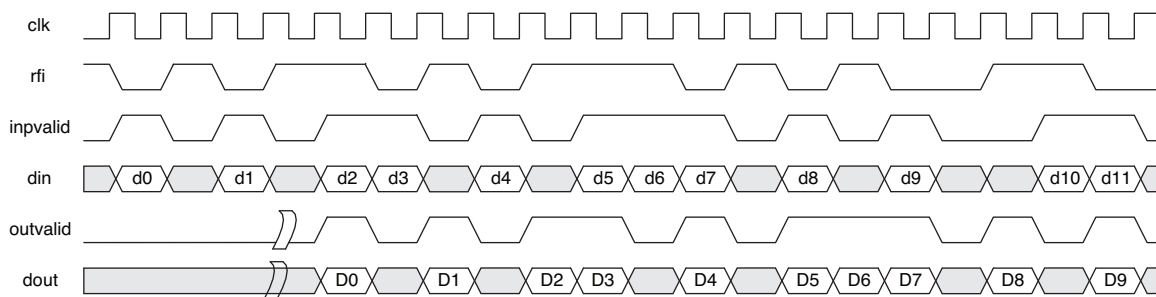 clk
rfi
inpvalid
din d0 d1 d2 d3 d4 d5 d6 d7 d8 d9 d10 d11
outvalid
dout D0 D1 D2 D3 D4 D5 D6 D7 D8 D9